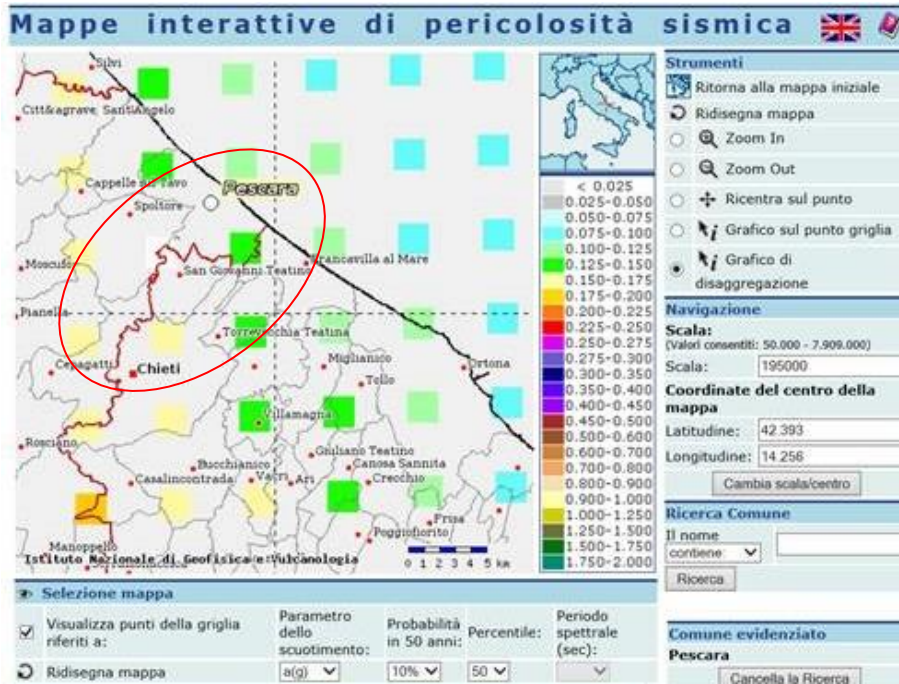 Mappe interattive di pericolosità sismica
Silvi
Citt&agrave; Sant'Angelo
Cappelle sul Tavo
Pescara
Spoltore
Moscufo
San Giovanni Teatino
Francavilla al Mare
Pianella
Torrevecchia Teatina
Cepagatti
Chieti
Miglianico
Tollo
Ortona
Villamagna
Rosciano
Bucchianico
Giuliano Teatino
Canosa Sannita
Casalincontrada
Vacri
Ari
Crecchio
Frisa
Poggiofiorito
Manoppello
Istituto Nazionale di Geofisica e Vulcanologia
0 1 2 3 4 5 km
< 0.025
0.025-0.050
0.050-0.075
0.075-0.100
0.100-0.125
0.125-0.150
0.150-0.175
0.175-0.200
0.200-0.225
0.225-0.250
0.250-0.275
0.275-0.300
0.300-0.350
0.350-0.400
0.400-0.450
0.450-0.500
0.500-0.600
0.600-0.700
0.700-0.800
0.800-0.900
0.900-1.000
1.000-1.250
1.250-1.500
1.500-1.750
1.750-2.000
Strumenti
Ritorna alla mappa iniziale
Ridisegna mappa
Zoom In
Zoom Out
Ricentra sul punto
Grafico sul punto griglia
Grafico di
disaggregazione
Navigazione
Scala:
(Valori consentiti: 50.000 - 7.909.000)
Scala: 195000
Coordinate del centro della
mappa
Latitudine: 42.393
Longitudine: 14.256
Cambia scala/centro
Ricerca Comune
Il nome
contiene
Ricerca
Comune evidenziato
Pescara
Cancella la Ricerca
Selezione mappa
Visualizza punti della griglia
riferiti a:
Parametro
dello
scuotimento:
Probabilità
in 50 anni:
Percentile:
Periodo
spettrale
(sec):
Ridisegna mappa
a(g)
10%
50